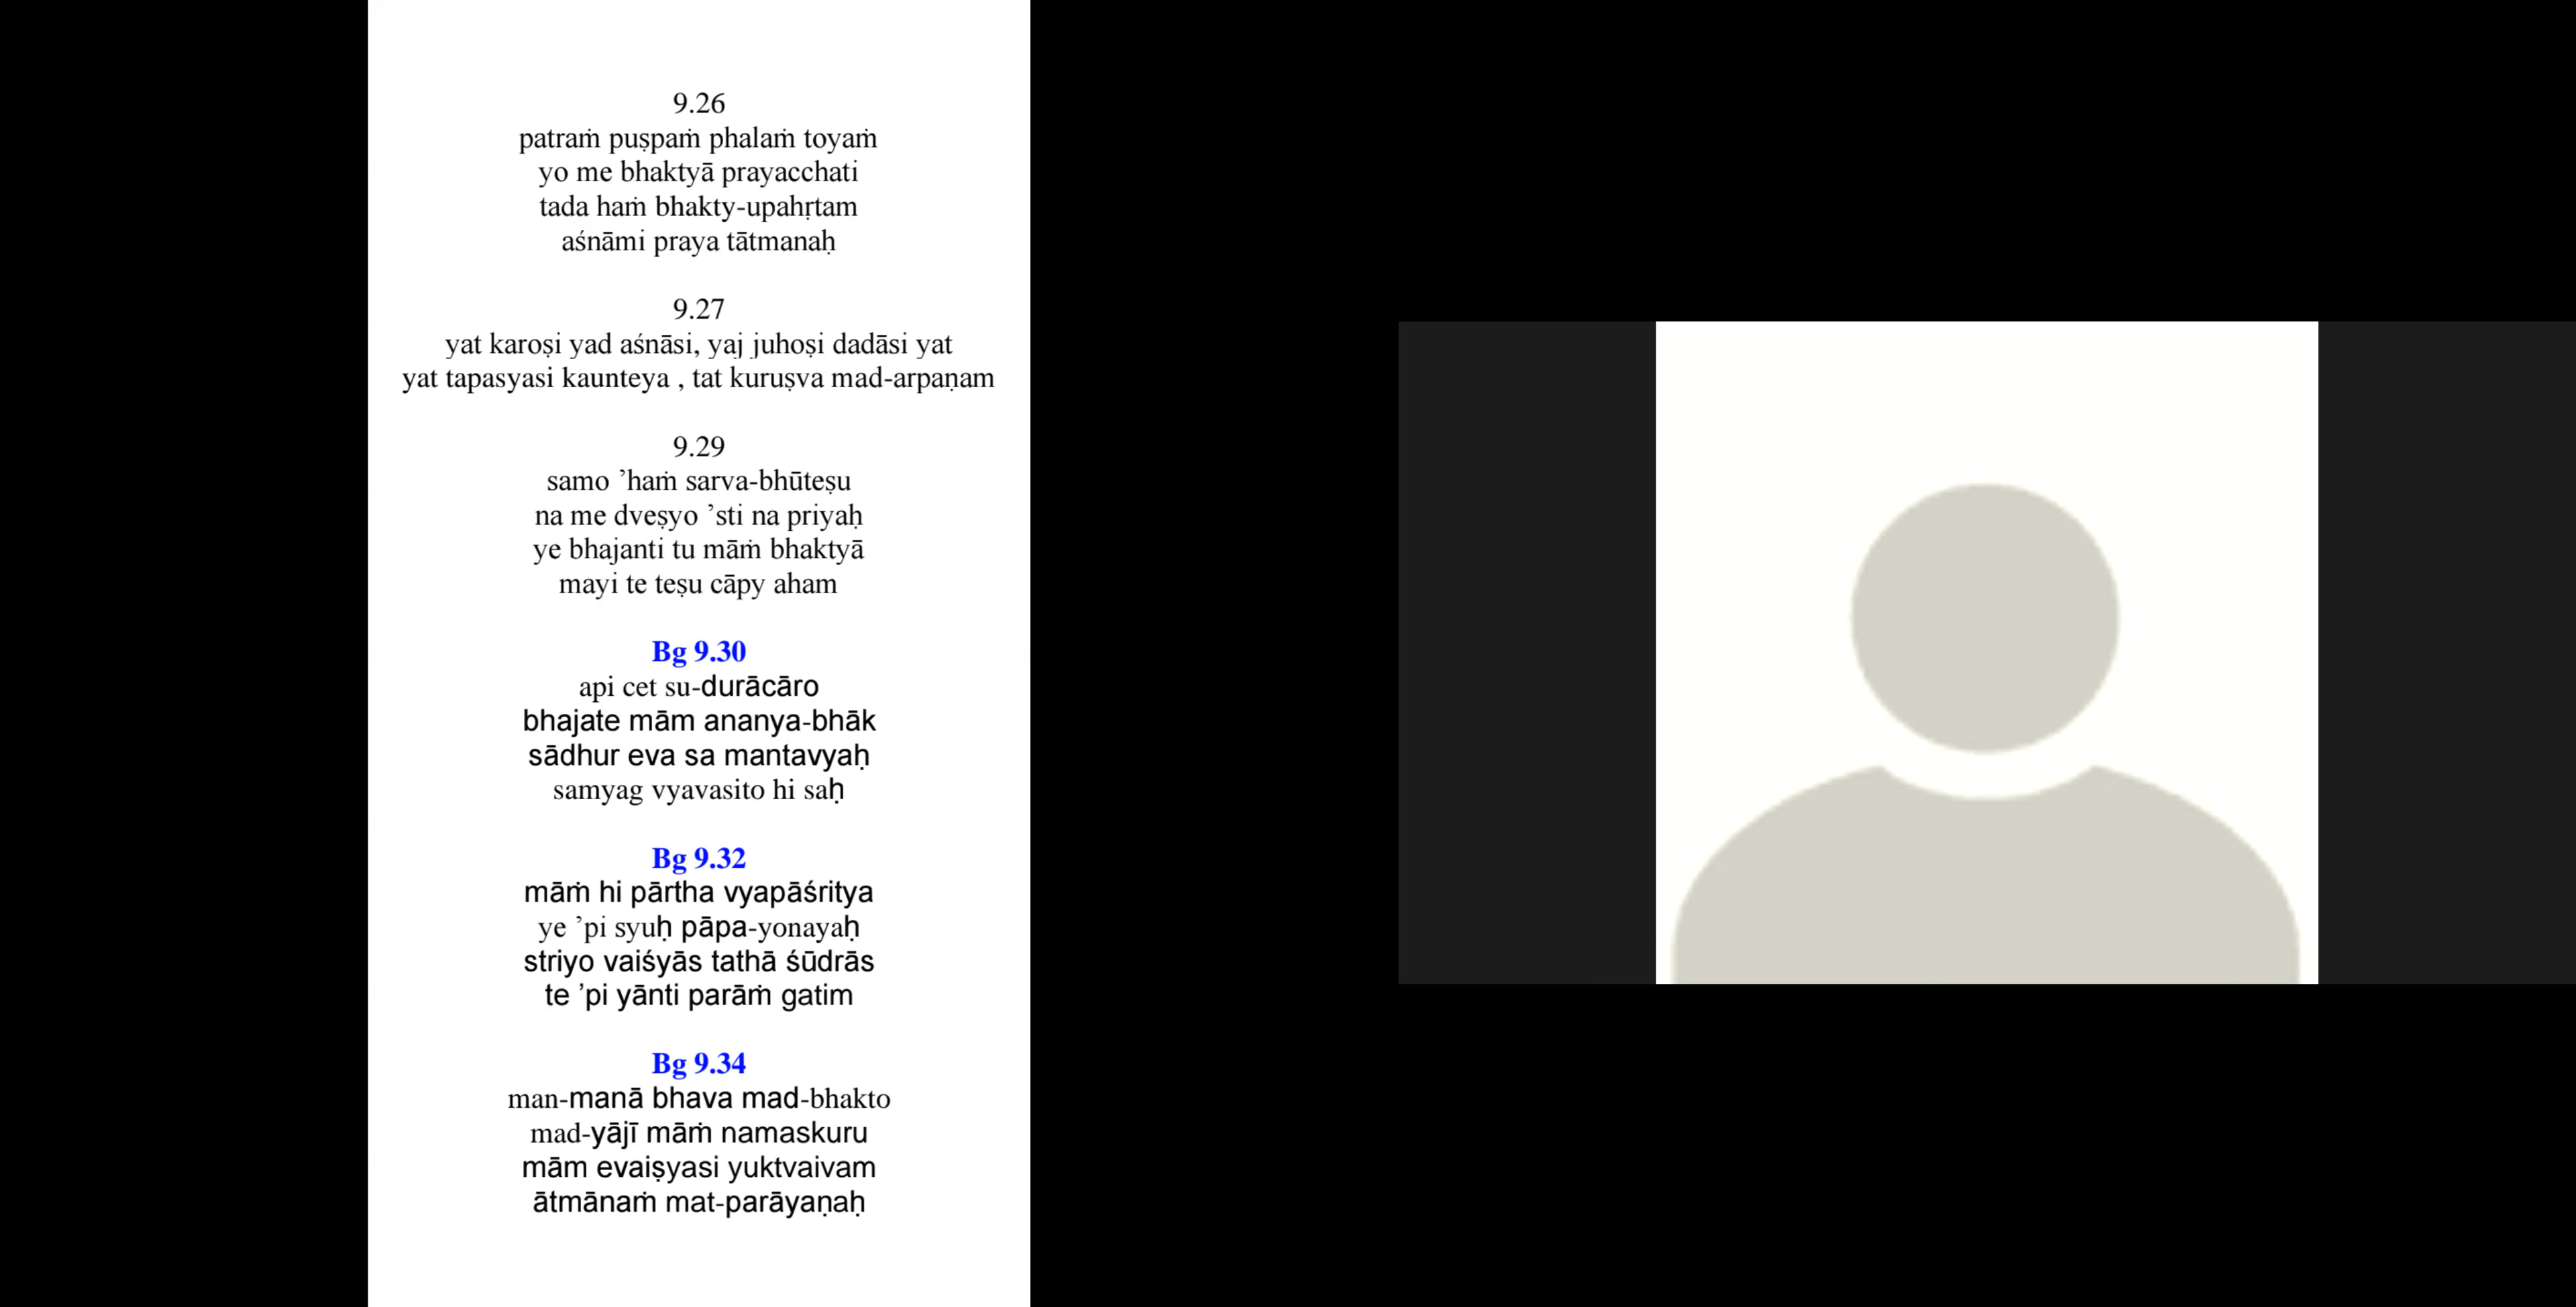 9.26
patraṁ puṣpaṁ phalaṁ toyaṁ
yo me bhaktyā prayacchati
tada haṁ bhakty-upahṛtam
aśnāmi praya tātmanaḥ
9.27
yat karoṣi yad aśnāsi, yaj juhoṣi dadāsi yat
yat tapasyasi kaunteya , tat kuruṣva mad-arpaṇam
9.29
samo ’haṁ sarva-bhūteṣu
na me dveṣyo ’sti na priyaḥ
ye bhajanti tu māṁ bhaktyā
mayi te teṣu cāpy aham
Bg 9.30
api cet su-durācāro
bhajate mām ananya-bhāk
sādhur eva sa mantavyaḥ
samyag vyavasito hi saḥ
Bg 9.32
māṁ hi pārtha vyapāśritya
ye ’pi syuḥ pāpa-yonayaḥ
striyo vaiśyās tathā śūdrās
te ’pi yānti parāṁ gatim
Bg 9.34
man-manā bhava mad-bhakto
mad-yājī māṁ namaskuru
mām evaiṣyasi yuktvaivam
ātmānaṁ mat-parāyaṇaḥ